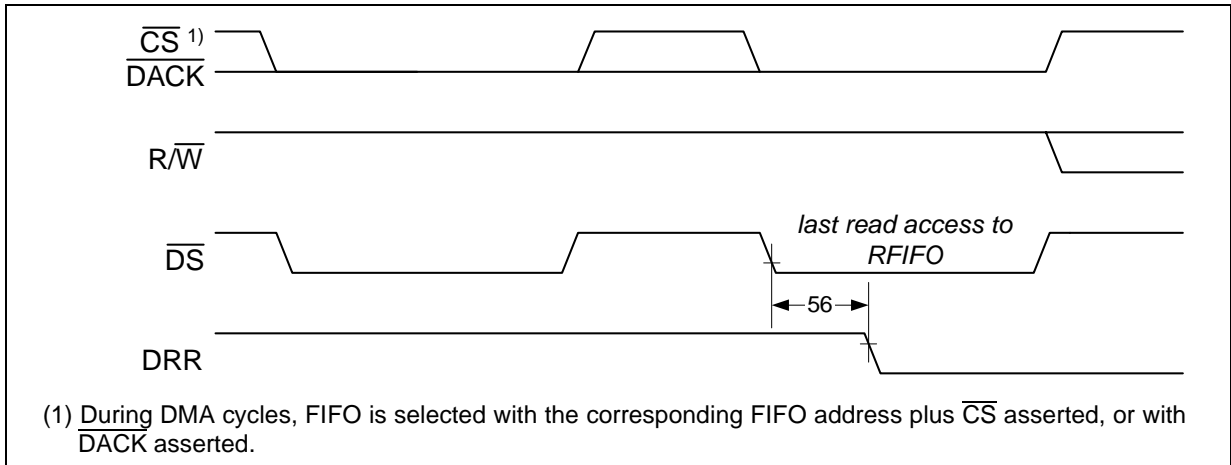 CS 1)
DACK
R/W
DS
last read access to
RFIFO
56
DRR
(1) During DMA cycles, FIFO is selected with the corresponding FIFO address plus CS asserted, or with
DACK asserted.